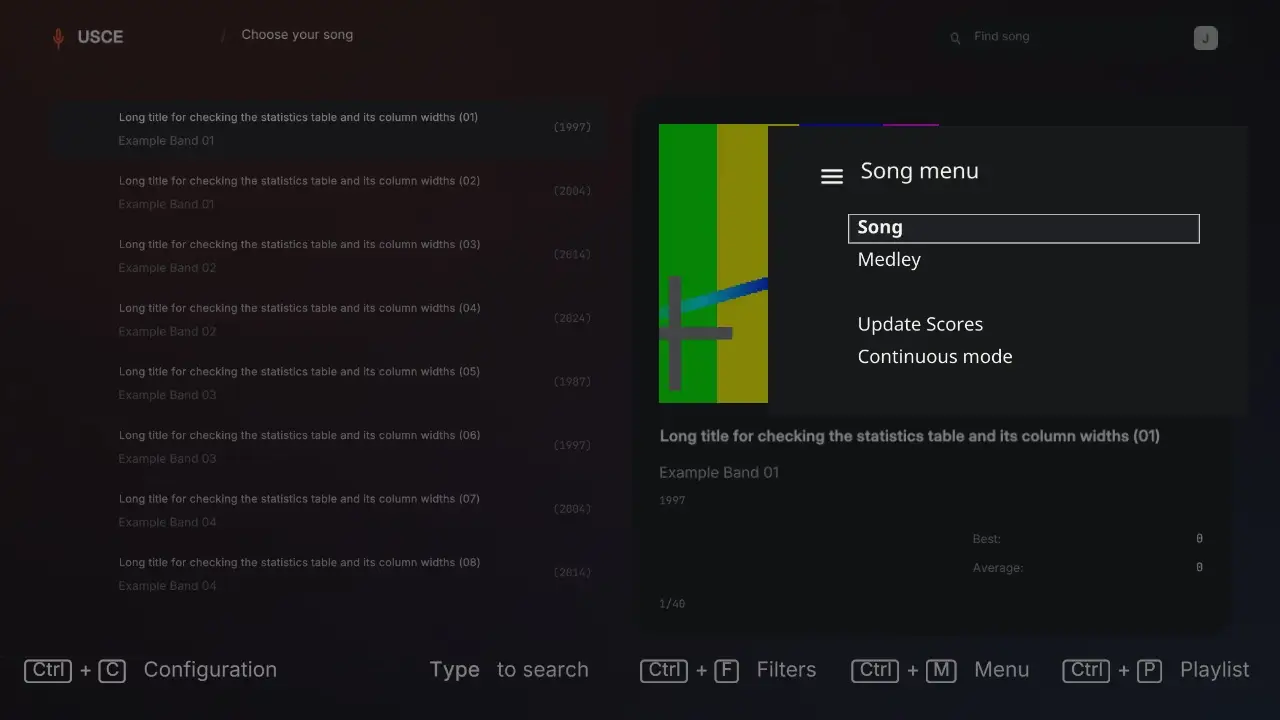 USCE / Choose your song
Find song
J
Long title for checking the statistics table and its column widths (01)
Example Band 01
(1997)
Long title for checking the statistics table and its column widths (02)
Example Band 01
(2004)
Long title for checking the statistics table and its column widths (03)
Example Band 02
(2014)
Long title for checking the statistics table and its column widths (04)
Example Band 02
(2024)
Long title for checking the statistics table and its column widths (05)
Example Band 03
(1987)
Long title for checking the statistics table and its column widths (06)
Example Band 03
(1997)
Long title for checking the statistics table and its column widths (07)
Example Band 04
(2004)
Long title for checking the statistics table and its column widths (08)
Example Band 04
(2014)
Song menu
Song
Medley
Update Scores
Continuous mode
Long title for checking the statistics table and its column widths (01)
Example Band 01
1997
Best: 0
Average: 0
1/40
Ctrl + C Configuration
Type to search
Ctrl + F Filters
Ctrl + M Menu
Ctrl + P Playlist